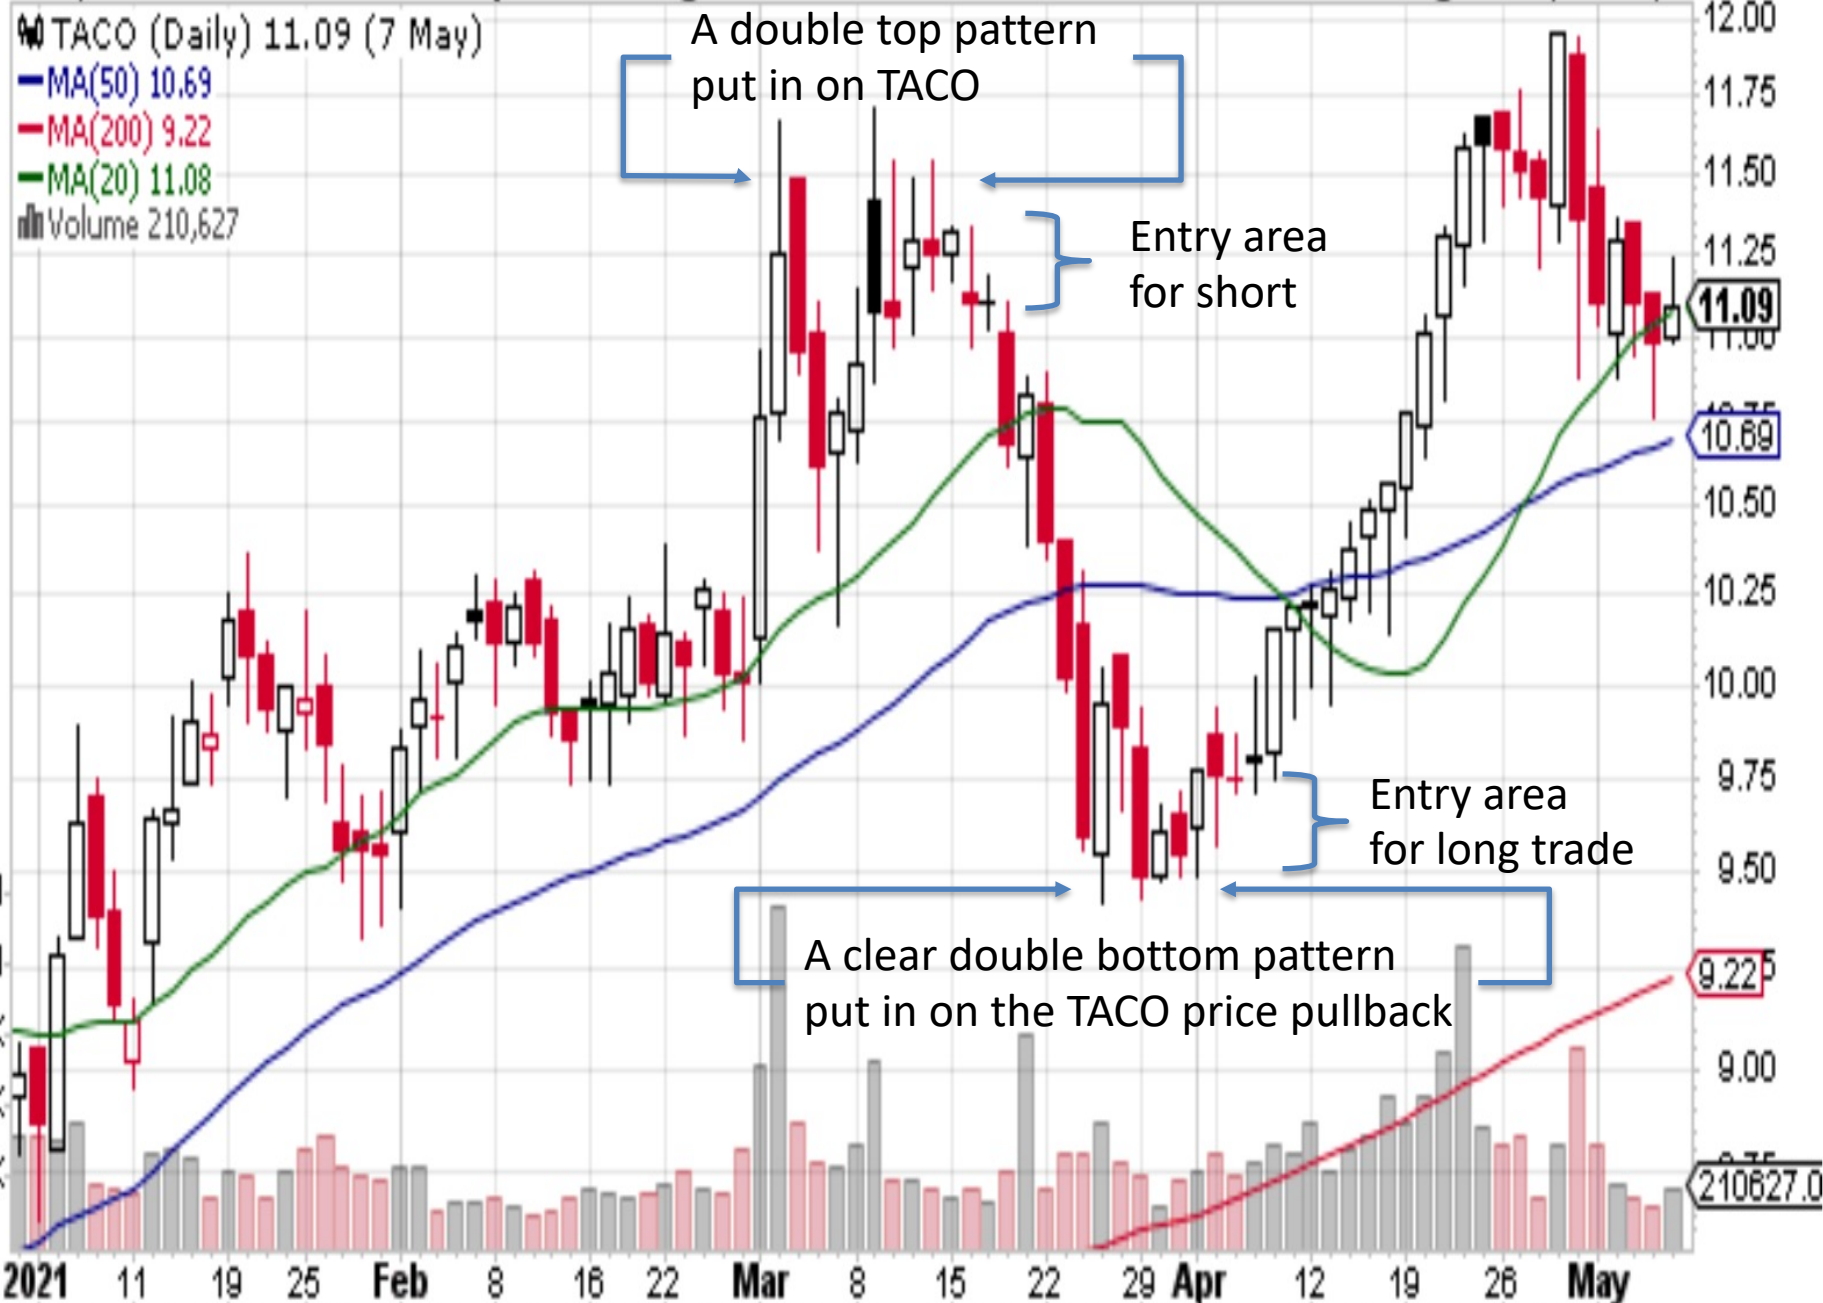 TACO (Daily) 11.09 (7 May)
MA(50) 10.69
MA(200) 9.22
MA(20) 11.08
Volume 210,627
A double top pattern
put in on TACO
Entry area
for short
Entry area
for long trade
A clear double bottom pattern
put in on the TACO price pullback
12.00
11.75
11.50
11.25
11.09
11.00
10.75
10.69
10.50
10.25
10.00
9.75
9.50
9.22
9.00
210627.0
2021 11 19 25 Feb 8 16 22 Mar 8 15 22 29 Apr 12 19 26 May